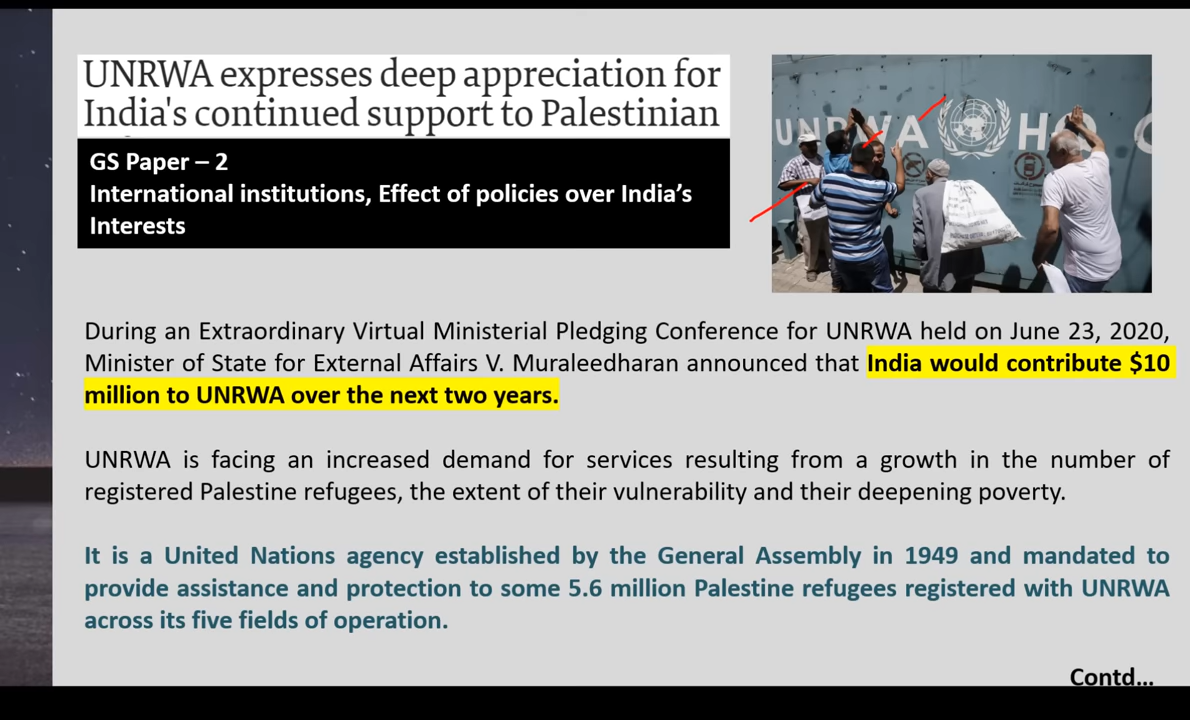 UNRWA expresses deep appreciation for
India's continued support to Palestinian
GS Paper – 2
International institutions, Effect of policies over India's
Interests
UNRWA H
During an Extraordinary Virtual Ministerial Pledging Conference for UNRWA held on June 23, 2020,
Minister of State for External Affairs V. Muraleedharan announced that India would contribute $10
million to UNRWA over the next two years.
UNRWA is facing an increased demand for services resulting from a growth in the number of
registered Palestine refugees, the extent of their vulnerability and their deepening poverty.
It is a United Nations agency established by the General Assembly in 1949 and mandated to
provide assistance and protection to some 5.6 million Palestine refugees registered with UNRWA
across its five fields of operation.
Contd...